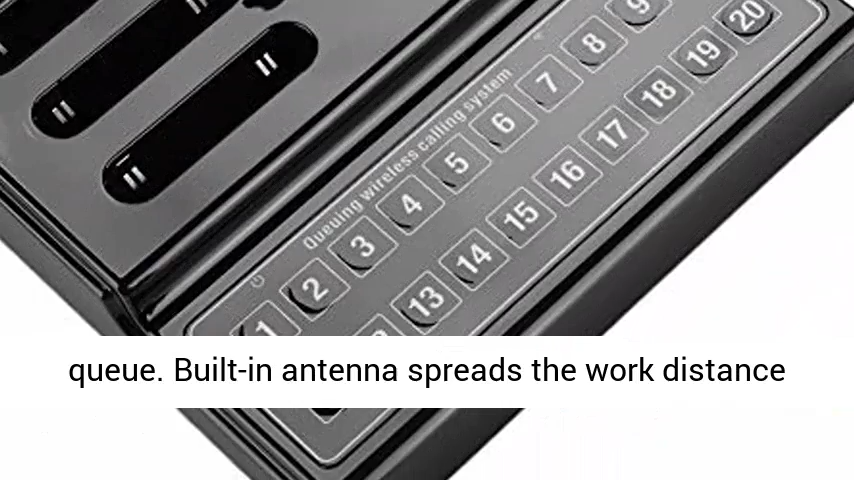 Queuing wireless calling system
1 2 3 4 5 6 7 8 9
13 14 15 16 17 18 19 20
queue. Built-in antenna spreads the work distance